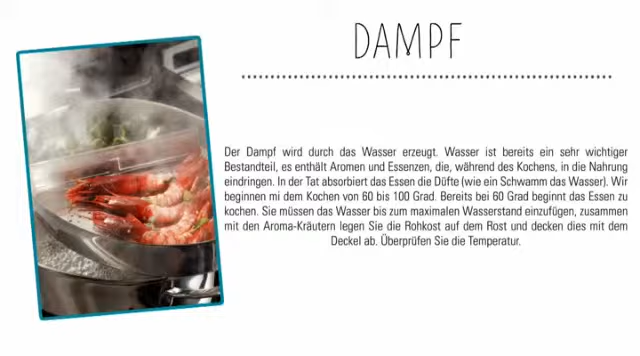 DAMPF
Der Dampf wird durch das Wasser erzeugt. Wasser ist bereits ein sehr wichtiger
Bestandteil, es enthält Aromen und Essenzen, die, während des Kochens, in die Nahrung
eindringen. In der Tat absorbiert das Essen die Düfte (wie ein Schwamm das Wasser). Wir
beginnen mi dem Kochen von 60 bis 100 Grad. Bereits bei 60 Grad beginnt das Essen zu
kochen. Sie müssen das Wasser bis zum maximalen Wasserstand einzufügen, zusammen
mit den Aroma-Kräutern legen Sie die Rohkost auf dem Rost und decken dies mit dem
Deckel ab. Überprüfen Sie die Temperatur.